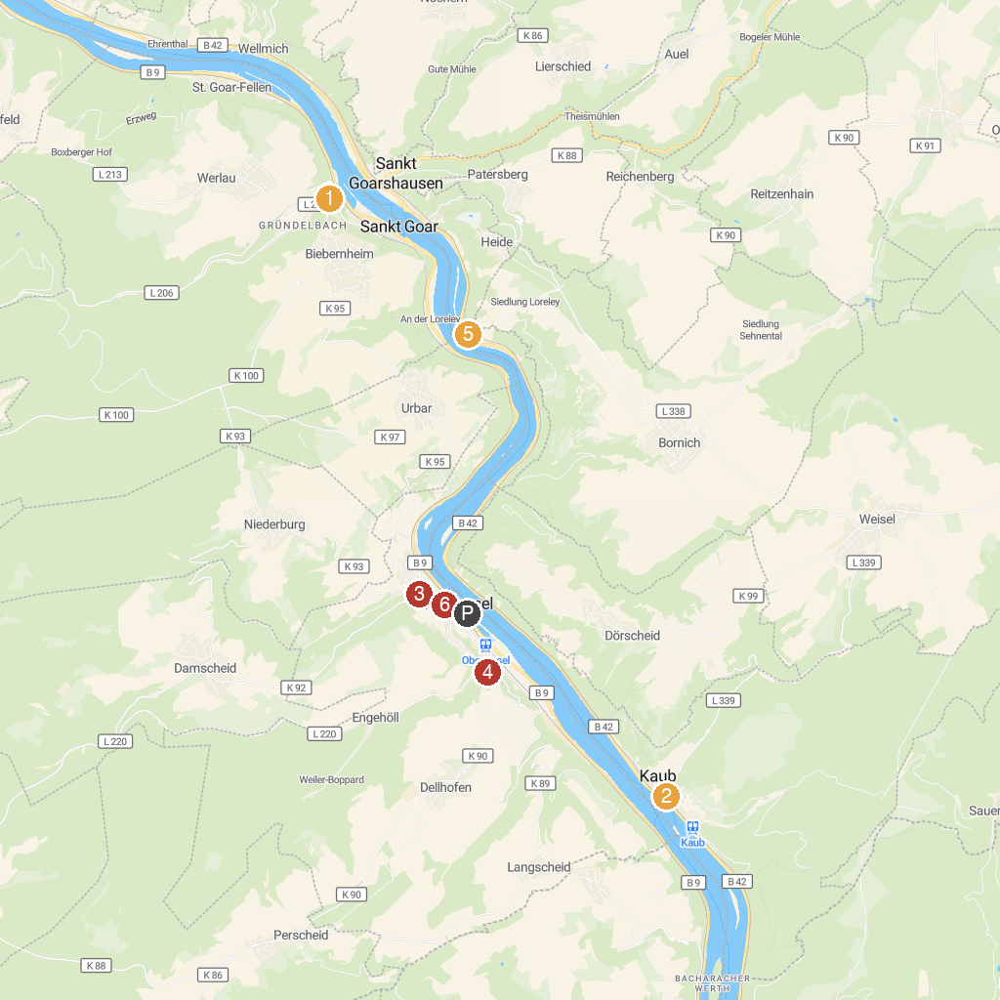 Nochern
K 86
Bogeler Mühle
Ehrenthal
B 42
Wellmich
Auel
Lierschied
Gute Mühle
B 9
St. Goar-Fellen
Erzweg
Theismühlen
feld
K 90
K 91
O
Boxberger Hof
K 88
Sankt
Goarshausen
L 213
Werlau
Patersberg
Reichenberg
Reitzenhain
1
GRÜNDELBACH
Sankt Goar
K 90
Heide
Biebernheim
L 206
K 95
Siedlung Loreley
An der Loreley
Siedlung
Sehnental
5
K 100
Urbar
K 100
L 338
K 93
K 97
Bornich
K 95
Niederburg
B 42
Weisel
K 93
B 9
L 339
3
6
P
sel
K 99
Dörscheid
Damscheid
4
K 92
B 9
L 339
Engehöll
L 220
L 220
B 42
K 90
Weiler-Boppard
Dellhofen
K 89
Kaub
2
Sauer
Kaub
Langscheid
K 90
B 9
B 42
Perscheid
K 88
K 86
BACHARACHER
WERTH